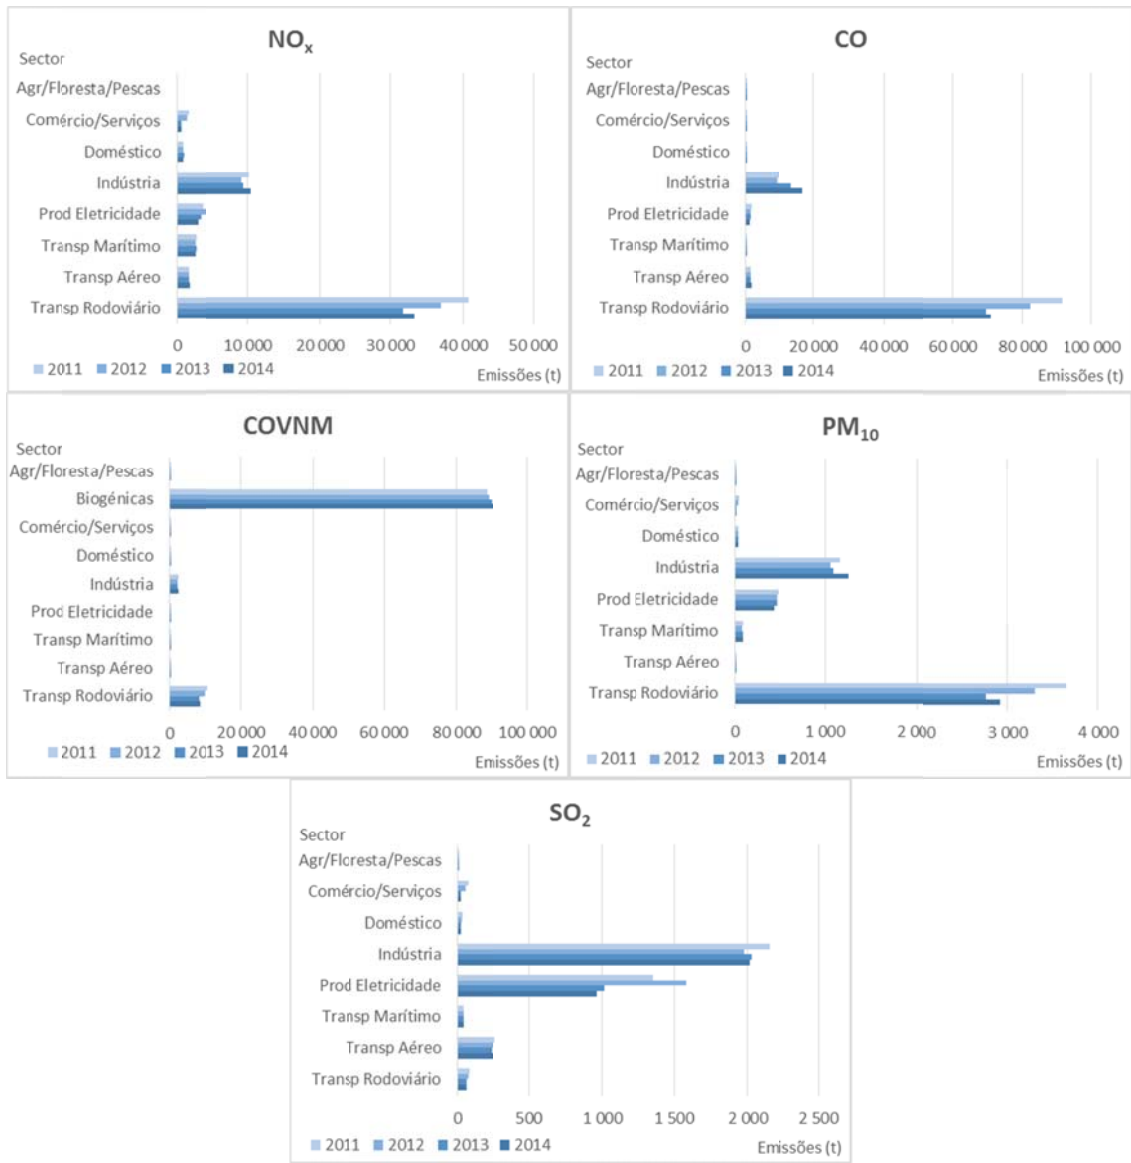 NOx
Sector
Agr/Floresta/Pescas
Comércio/Serviços
Doméstico
Indústria
Prod Eletricidade
Transp Marítimo
Transp Aéreo
Transp Rodoviário
0 10 000 20 000 30 000 40 000 50 000
2011 2012 2013 2014
Emissões (t)
CO
Sector
Agr/Floresta/Pescas
Comércio/Serviços
Doméstico
Indústria
Prod Eletricidade
Transp Marítimo
Transp Aéreo
Transp Rodoviário
0 20 000 40 000 60 000 80 000 100 000
2011 2012 2013 2014
Emissões (t)
COVNM
Sector
Agr/Floresta/Pescas
Biogénicas
Comércio/Serviços
Doméstico
Indústria
Prod Eletricidade
Transp Marítimo
Transp Aéreo
Transp Rodoviário
0 20 000 40 000 60 000 80 000 100 000
2011 2012 2013 2014
Emissões (t)
PM10
Sector
Agr/Floresta/Pescas
Comércio/Serviços
Doméstico
Indústria
Prod Eletricidade
Transp Marítimo
Transp Aéreo
Transp Rodoviário
0 1 000 2 000 3 000 4 000
2011 2012 2013 2014
Emissões (t)
SO2
Sector
Agr/Floresta/Pescas
Comércio/Serviços
Doméstico
Indústria
Prod Eletricidade
Transp Marítimo
Transp Aéreo
Transp Rodoviário
0 500 1 000 1 500 2 000 2 500
2011 2012 2013 2014
Emissões (t)